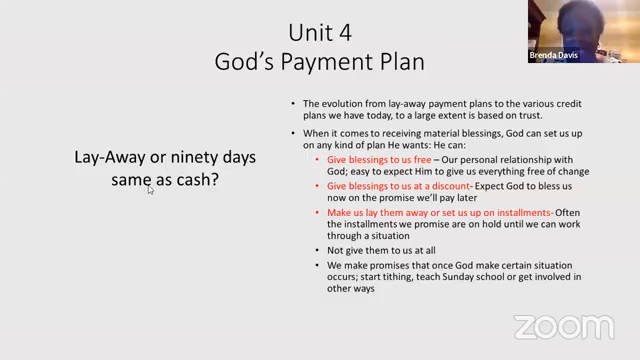 Unit 4
God's Payment Plan
Brenda Davis
Lay-Away or ninety days
same as cash?
• The evolution from lay-away payment plans to the various credit
plans we have today, to a large extent is based on trust.
• When it comes to receiving material blessings, God can set us up
on any kind of plan He wants: He can:
• Give blessings to us free – Our personal relationship with
God; easy to expect Him to give us everything free of change
• Give blessings to us at a discount- Expect God to bless us
now on the promise we'll pay later
• Make us lay them away or set us up on installments- Often
the installments we promise are on hold until we can work
through a situation
• Not give them to us at all
• We make promises that once God make certain situation
occurs; start tithing, teach Sunday school or get involved in
other ways
zoom